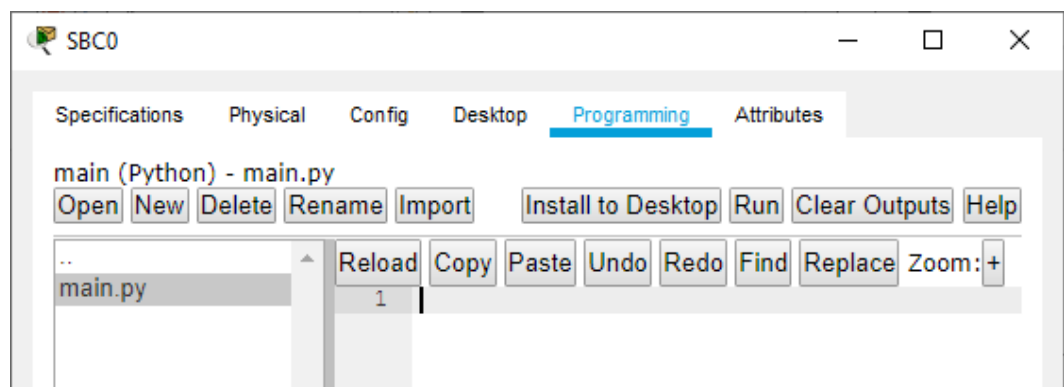 SBC0
Specifications Physical Config Desktop Programming Attributes
main (Python) - main.py
Open New Delete Rename Import Install to Desktop Run Clear Outputs Help
..
Reload Copy Paste Undo Redo Find Replace Zoom: +
main.py
1